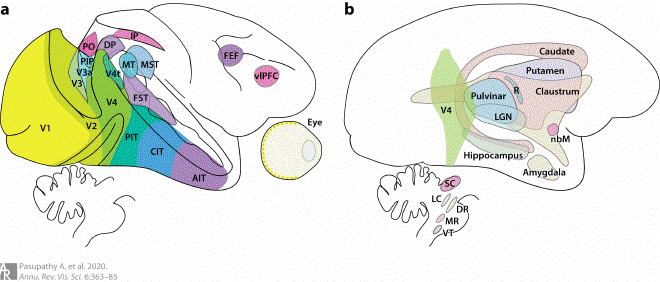 a
PO
IP
DP
PIP
V3a
V3
V4t
MT
MST
FEF
vlPFC
V4
FST
V1
V2
PIT
CIT
AIT
Eye
b
Caudate
Putamen
Claustrum
Pulvinar
R
V4
LGN
nbM
Hippocampus
Amygdala
SC
LC
DR
MR
VT
AR
Pasupathy A, et al. 2020.
Annu. Rev. Vis. Sci. 6:363–85